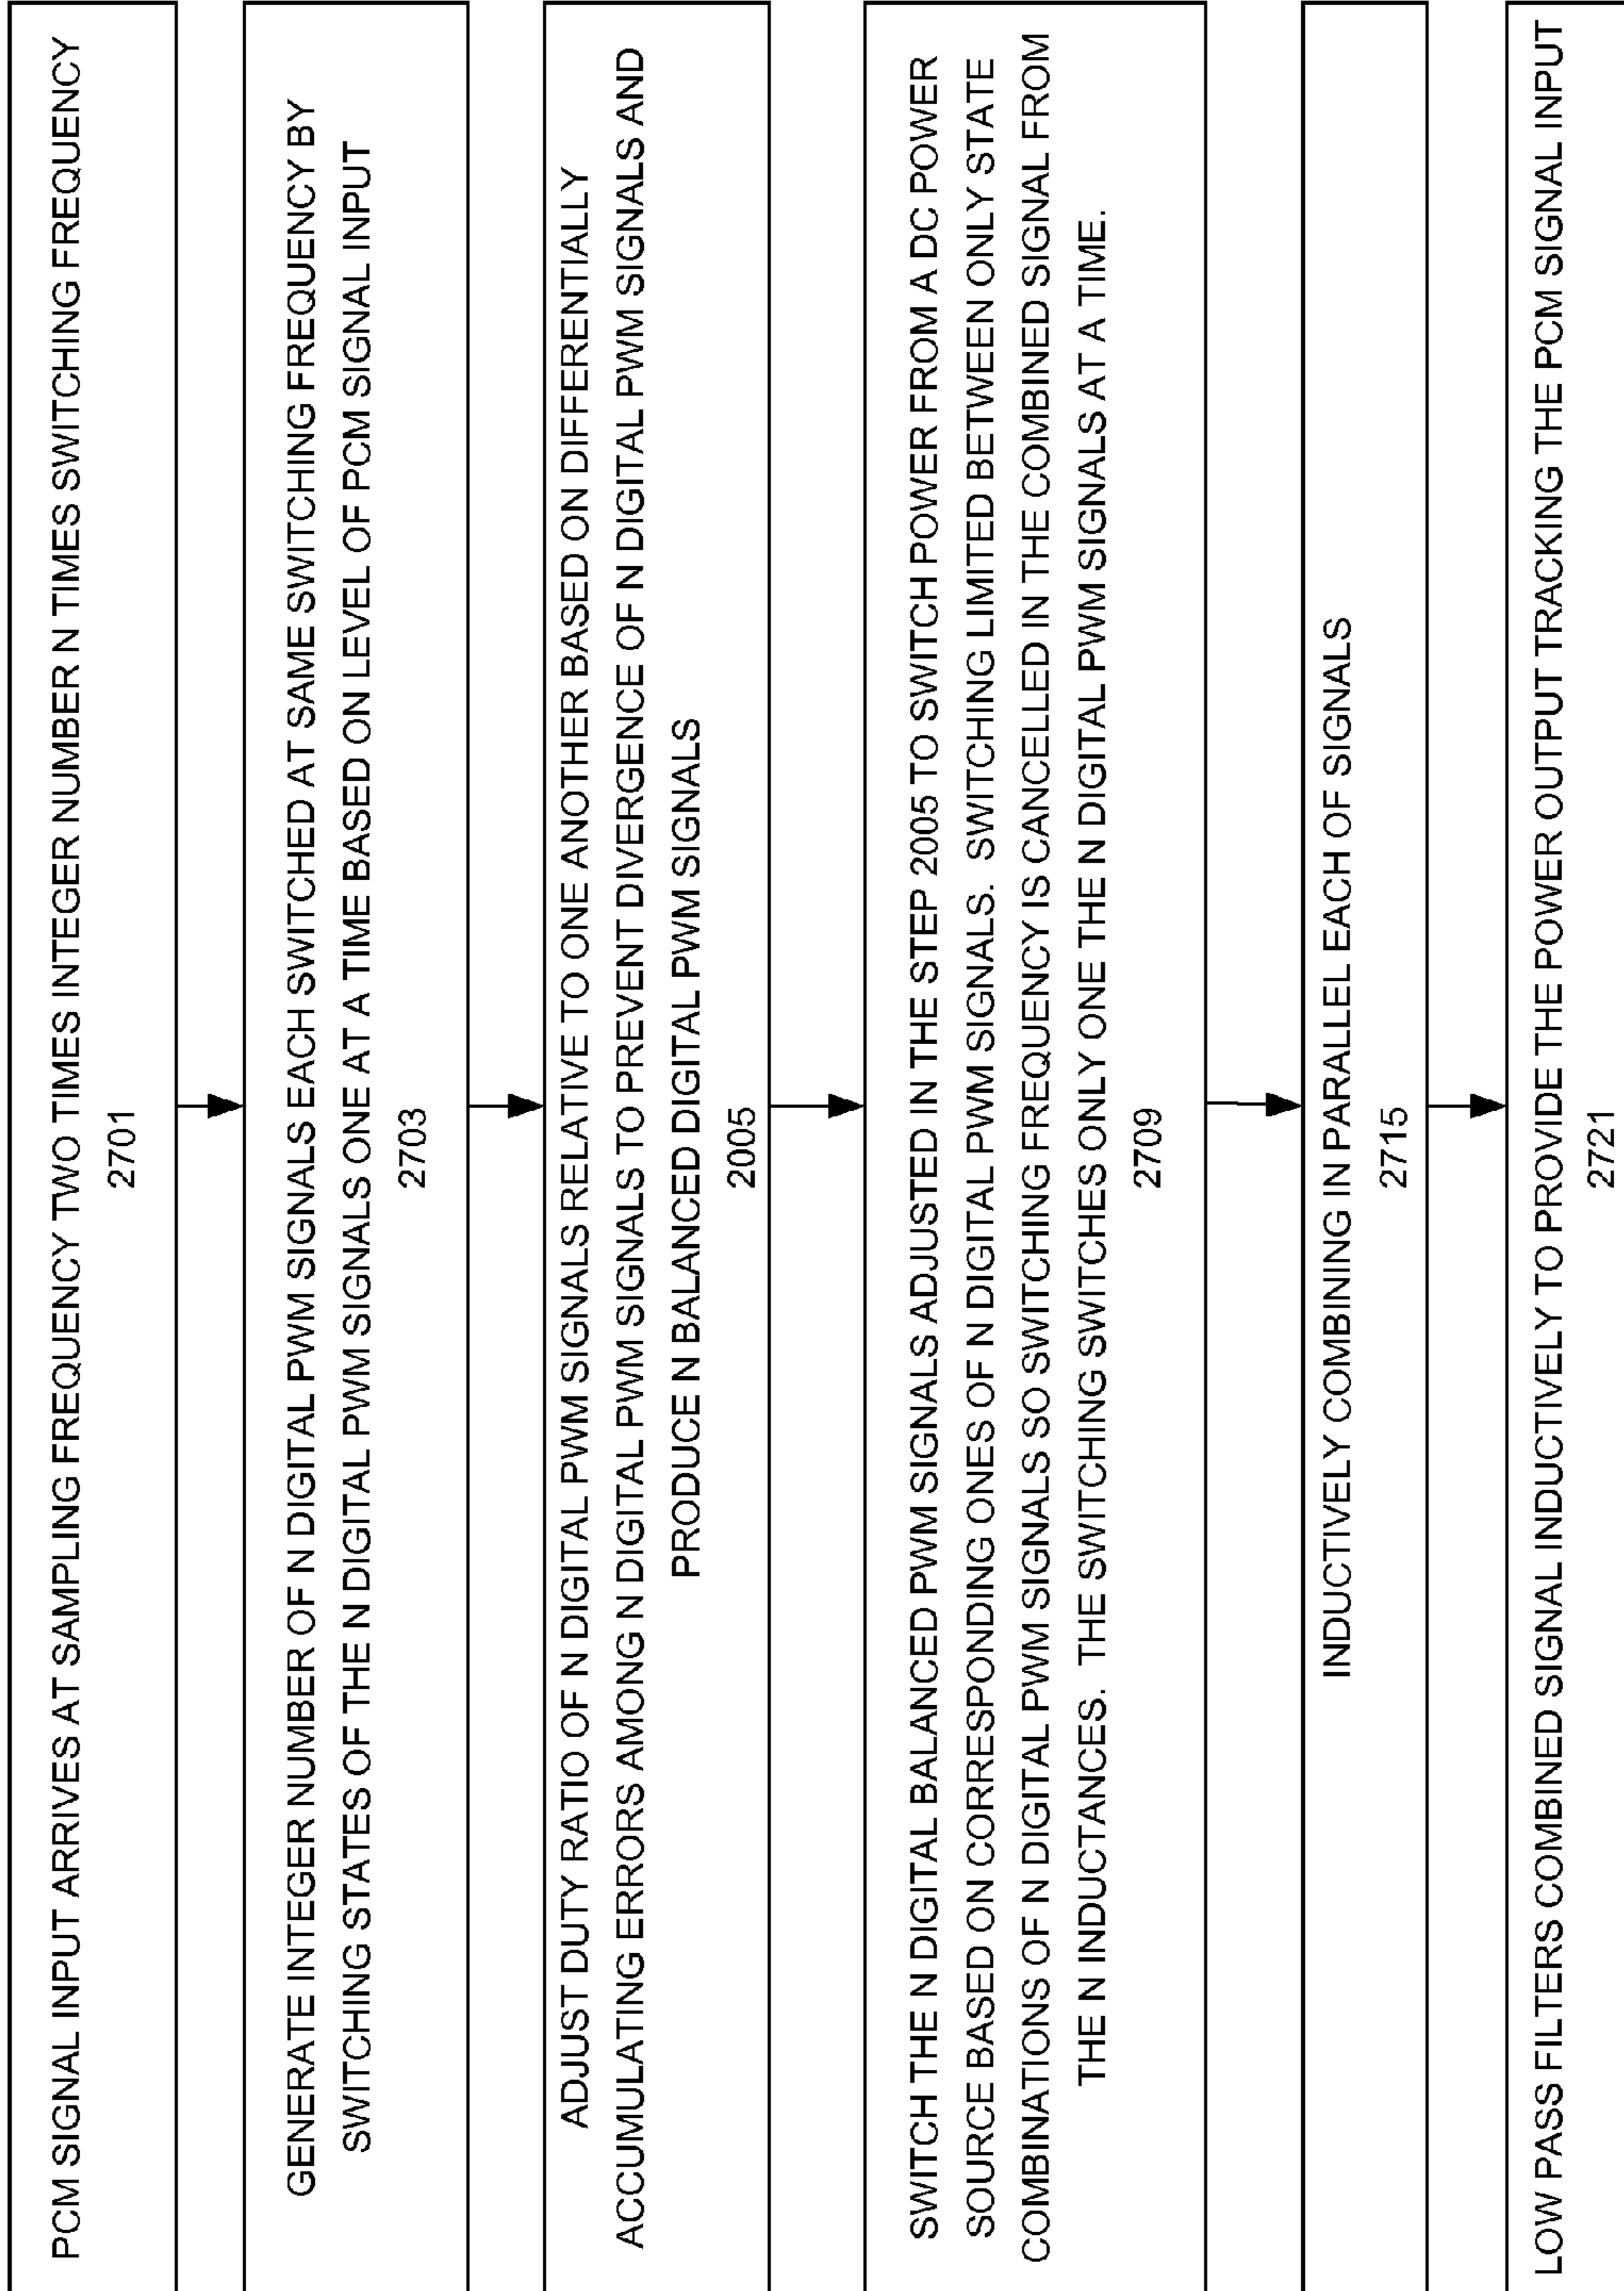 PCM SIGNAL INPUT ARRIVES AT SAMPLING FREQUENCY TWO TIMES INTEGER NUMBER N TIMES SWITCHING FREQUENCY
2701
GENERATE INTEGER NUMBER OF N DIGITAL PWM SIGNALS EACH SWITCHED AT SAME SWITCHING FREQUENCY BY
SWITCHING STATES OF THE N DIGITAL PWM SIGNALS ONE AT A TIME BASED ON LEVEL OF PCM SIGNAL INPUT
2703
ADJUST DUTY RATIO OF N DIGITAL PWM SIGNALS RELATIVE TO ONE ANOTHER BASED ON DIFFERENTIALLY
ACCUMULATING ERRORS AMONG N DIGITAL PWM SIGNALS TO PREVENT DIVERGENCE OF N DIGITAL PWM SIGNALS AND
PRODUCE N BALANCED DIGITAL PWM SIGNALS
2005
SWITCH THE N DIGITAL BALANCED PWM SIGNALS ADJUSTED IN THE STEP 2005 TO SWITCH POWER FROM A DC POWER
SOURCE BASED ON CORRESPONDING ONES OF N DIGITAL PWM SIGNALS. SWITCHING LIMITED BETWEEN ONLY STATE
COMBINATIONS OF N DIGITAL PWM SIGNALS SO SWITCHING FREQUENCY IS CANCELLED IN THE COMBINED SIGNAL FROM
THE N INDUCTANCES. THE SWITCHING SWITCHES ONLY ONE THE N DIGITAL PWM SIGNALS AT A TIME.
2709
INDUCTIVELY COMBINING IN PARALLEL EACH OF SIGNALS
2715
LOW PASS FILTERS COMBINED SIGNAL INDUCTIVELY TO PROVIDE THE POWER OUTPUT TRACKING THE PCM SIGNAL INPUT
2721